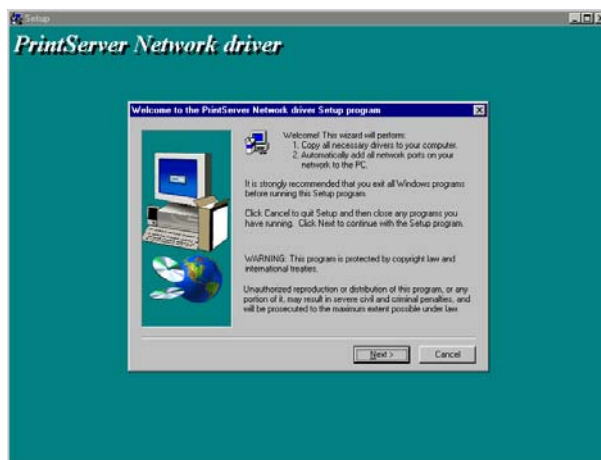 Setup
PrintServer Network driver
Welcome to the PrintServer Network driver Setup program
Welcome! This wizard will perform:
1. Copy all necessary drivers to your computer.
2. Automatically add all network ports on your
network to the PC.
It is strongly recommended that you exit all Windows programs
before running this Setup program.
Click Cancel to quit Setup and then close any programs you
have running. Click Next to continue with the Setup program.
WARNING: This program is protected by copyright law and
international treaties.
Unauthorized reproduction or distribution of this program, or any
portion of it, may result in severe civil and criminal penalties, and
will be prosecuted to the maximum extent possible under law.
Next >
Cancel